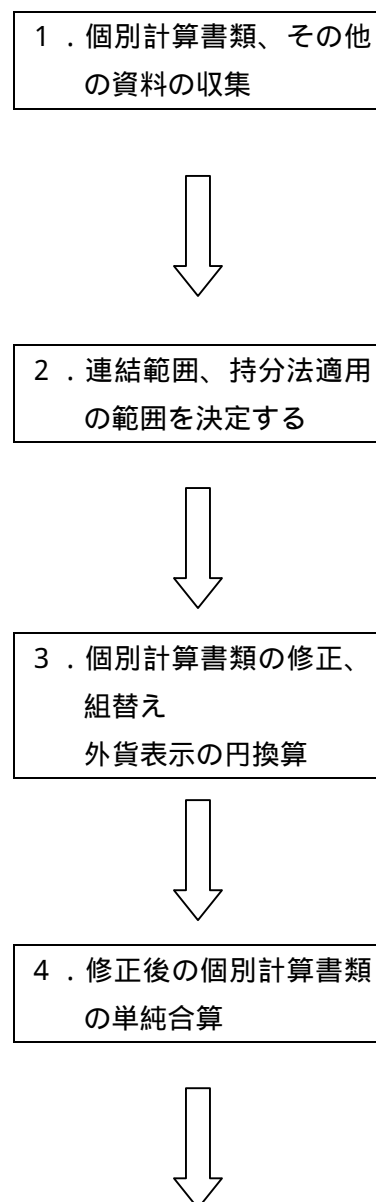 1 . 個別計算書類、その他
の資料の収集
2 . 連結範囲、持分法適用
の範囲を決定する
3 . 個別計算書類の修正、
組替え
外貨表示の円換算
4 . 修正後の個別計算書類
の単純合算